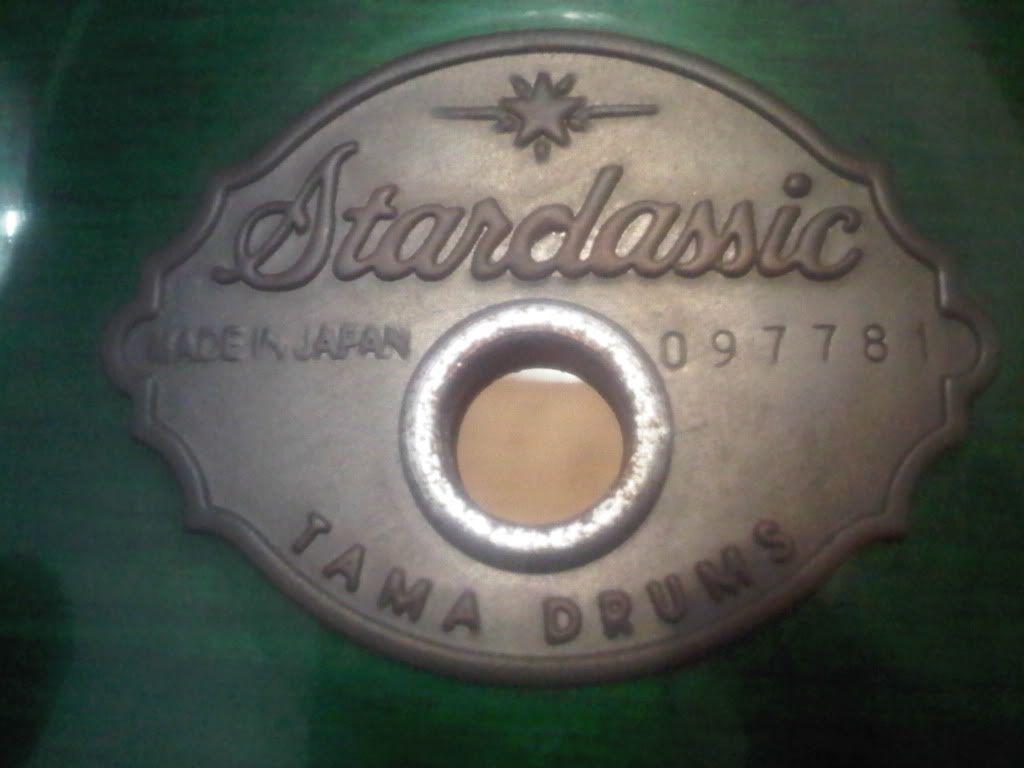 Starclassic
MADE IN JAPAN 097781
TAMA DRUMS